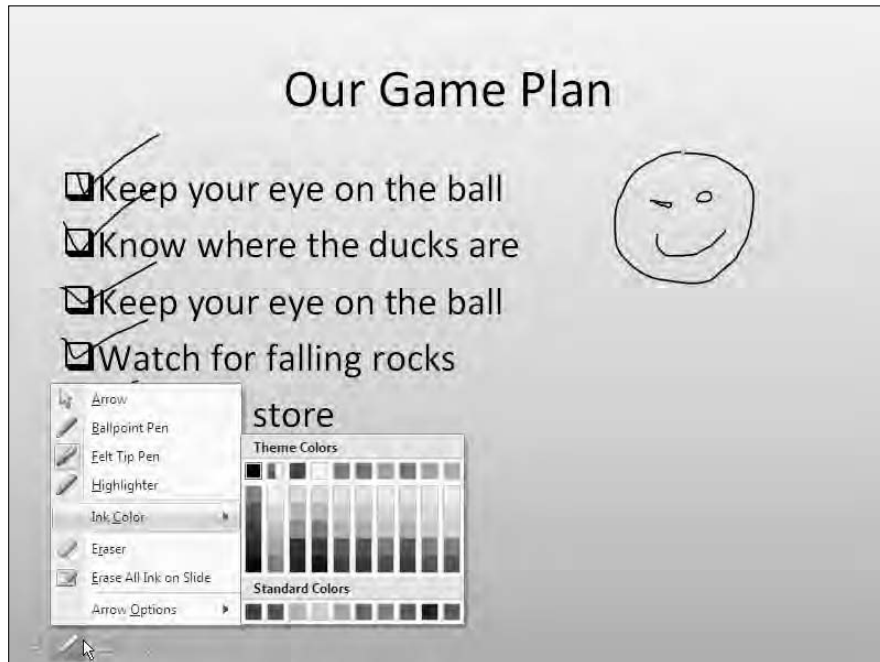 Our Game Plan
Keep your eye on the ball
Know where the ducks are
Keep your eye on the ball
Watch for falling rocks
store
Arrow
Ballpoint Pen
Felt Tip Pen
Highlighter
Ink Color
Eraser
Erase All Ink on Slide
Arrow Options
Theme Colors
Standard Colors